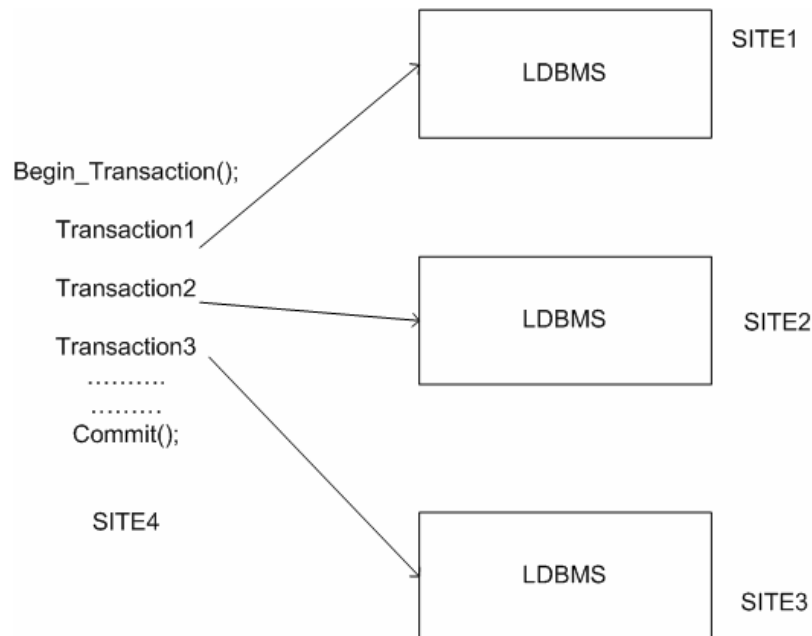 SITE1
LDBMS
Begin_Transaction();
Transaction1
Transaction2
LDBMS
SITE2
Transaction3
..........
.........
Commit();
SITE4
LDBMS
SITE3